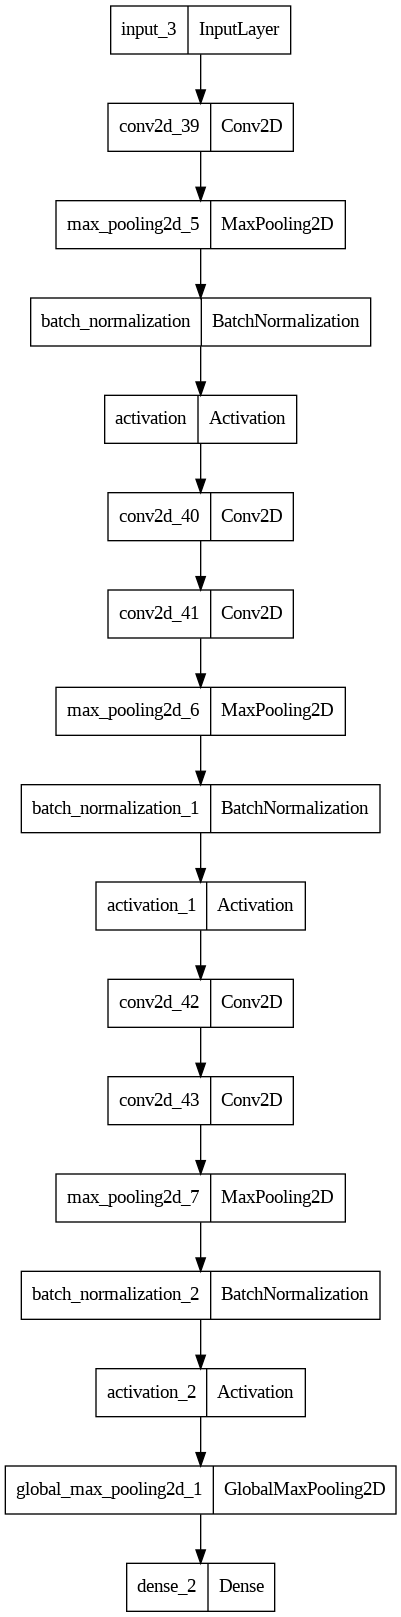 input_3 InputLayer
conv2d_39 Conv2D
max_pooling2d_5 MaxPooling2D
batch_normalization BatchNormalization
activation Activation
conv2d_40 Conv2D
conv2d_41 Conv2D
max_pooling2d_6 MaxPooling2D
batch_normalization_1 BatchNormalization
activation_1 Activation
conv2d_42 Conv2D
conv2d_43 Conv2D
max_pooling2d_7 MaxPooling2D
batch_normalization_2 BatchNormalization
activation_2 Activation
global_max_pooling2d_1 GlobalMaxPooling2D
dense_2 Dense